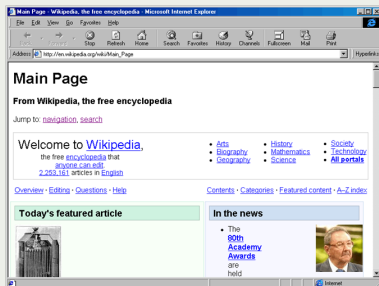 Main Page - Wikipedia, the free encyclopedia - Microsoft Internet Explorer
File Edit View Go Favorites Help
Stop Refresh Home Search Favorites History Channels Fullscreen Mail Print
Address http://en.wikipedia.org/wiki/Main_Page Hyperlinks
Main Page
From Wikipedia, the free encyclopedia
Jump to: navigation, search
Welcome to Wikipedia,
the free encyclopedia that
anyone can edit.
2,253,161 articles in English
• Arts
• Biography
• Geography
• History
• Mathematics
• Science
• Society
• Technology
• All portals
Overview · Editing · Questions · Help
Contents · Categories · Featured content · A–Z index
Today's featured article
In the news
• The
80th
Academy
Awards
are
held
Internet